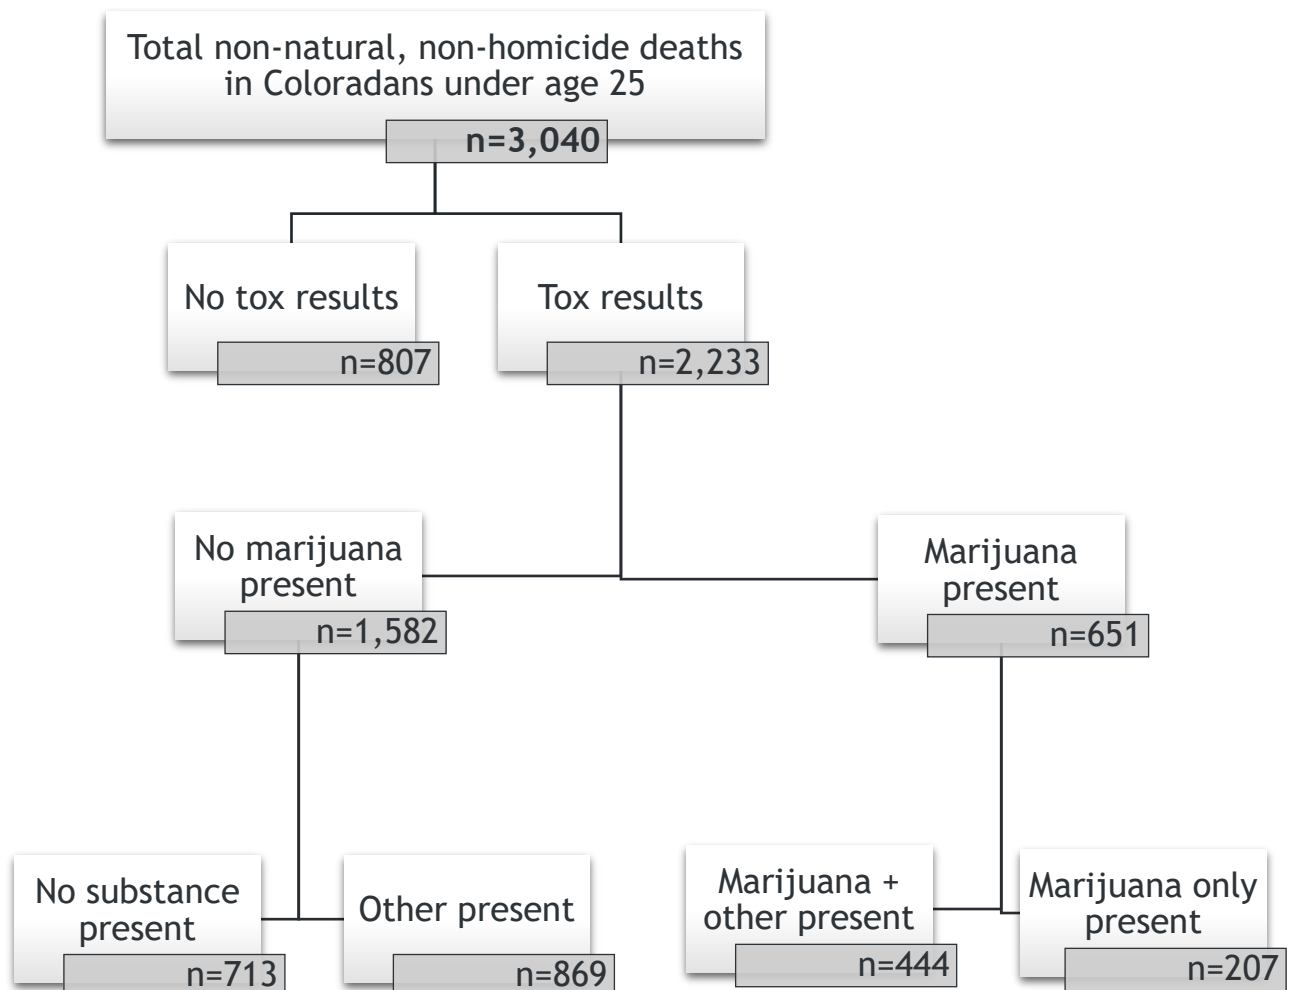 Total non-natural, non-homicide deaths
in Coloradans under age 25
n=3,040
No tox results
n=807
Tox results
n=2,233
No marijuana
present
n=1,582
Marijuana
present
n=651
No substance
present
n=713
Other present
n=869
Marijuana +
other present
n=444
Marijuana only
present
n=207